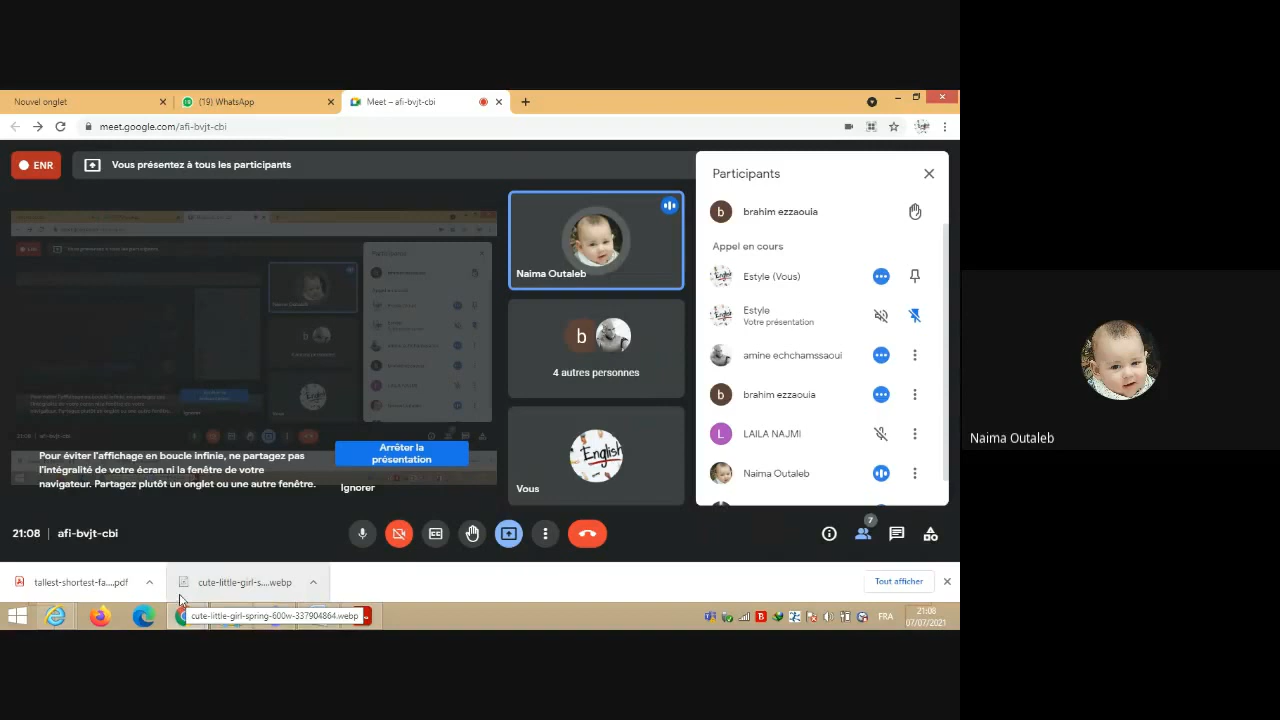 Nouvel onglet
(19) WhatsApp
Meet – afi-bvjt-cbi
meet.google.com/afi-bvjt-cbi
ENR
Vous présentez à tous les participants
Pour éviter l'affichage en boucle infinie, ne partagez pas
l'intégralité de votre écran ni la fenêtre de votre
navigateur. Partagez plutôt un onglet ou une autre fenêtre.
Arrêter la
présentation
Ignorer
Naima Outaleb
b
4 autres personnes
English
Vous
Participants
b
brahim ezzaouia
Appel en cours
Estyle (Vous)
Estyle
Votre présentation
amine echchamssaoui
b
brahim ezzaouia
L
LAILA NAJMI
Naima Outaleb
21:08
afi-bvjt-cbi
7
tallest-shortest-fa....pdf
cute-little-girl-s....webp
Tout afficher
cute-little-girl-spring-600w-337904864.webp
FRA
21:08
07/07/2021
Naima Outaleb